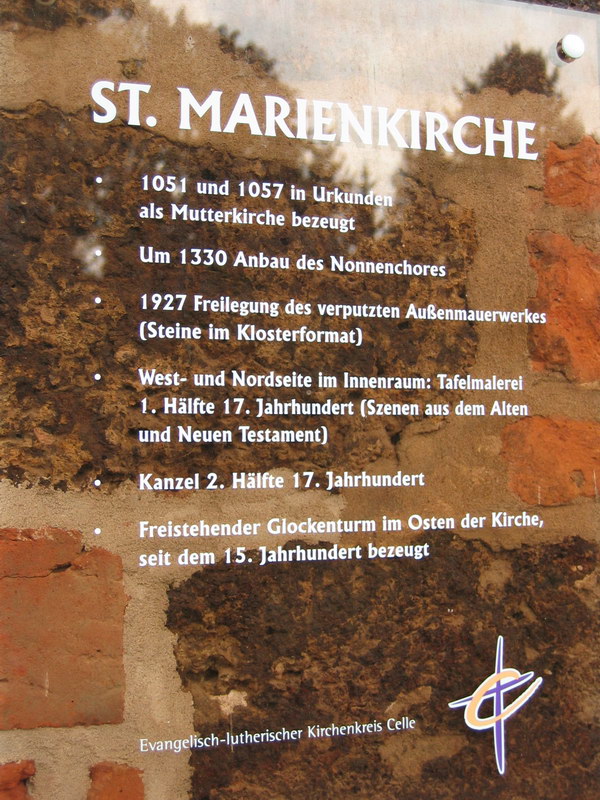 ST. MARIENKIRCHE
• 1051 und 1057 in Urkunden
als Mutterkirche bezeugt
• Um 1330 Anbau des Nonnenchores
• 1927 Freilegung des verputzten Außenmauerwerkes
(Steine im Klosterformat)
• West- und Nordseite im Innenraum: Tafelmalerei
1. Hälfte 17. Jahrhundert (Szenen aus dem Alten
und Neuen Testament)
• Kanzel 2. Hälfte 17. Jahrhundert
• Freistehender Glockenturm im Osten der Kirche,
seit dem 15. Jahrhundert bezeugt
Evangelisch-lutherischer Kirchenkreis Celle